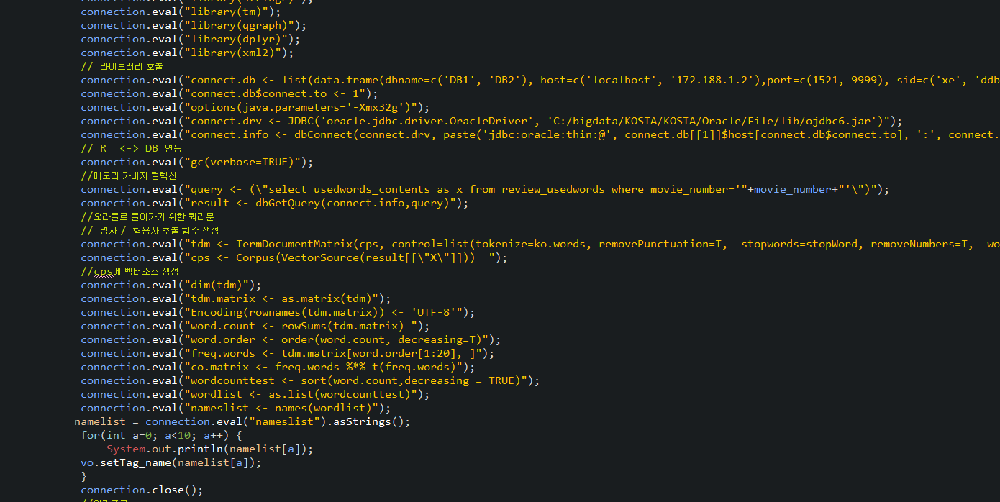 connection.eval("library(stringr)");
connection.eval("library(tm)");
connection.eval("library(qgraph)");
connection.eval("library(dplyr)");
connection.eval("library(xml2)");
// 라이브러리 호출
connection.eval("connect.db <- list(data.frame(dbname=c('DB1', 'DB2'), host=c('localhost', '172.188.1.2'),port=c(1521, 9999), sid=c('xe', 'ddb
connection.eval("connect.db$connect.to <- 1");
connection.eval("options(java.parameters='-Xmx32g')");
connection.eval("connect.drv <- JDBC('oracle.jdbc.driver.OracleDriver', 'C:/bigdata/KOSTA/KOSTA/Oracle/File/lib/ojdbc6.jar')");
connection.eval("connect.info <- dbConnect(connect.drv, paste('jdbc:oracle:thin:@', connect.db[[1]]$host[connect.db$connect.to], ':', connect.
// R  <-> DB 연동
connection.eval("gc(verbose=TRUE)");
//메모리 가비지 컬렉션
connection.eval("query <- (\"select usedwords_contents as x from review_usedwords where movie_number='"+movie_number+"'\")");
connection.eval("result <- dbGetQuery(connect.info,query)");
//오라클로 들어가기 위한 쿼리문
// 명사 / 형용사 추출 함수 생성
connection.eval("tdm <- TermDocumentMatrix(cps, control=list(tokenize=ko.words, removePunctuation=T,  stopwords=stopWord, removeNumbers=T,  wo
connection.eval("cps <- Corpus(VectorSource(result[[\"X\"]]))  ");
//cps에 벡터소스 생성
connection.eval("dim(tdm)");
connection.eval("tdm.matrix <- as.matrix(tdm)");
connection.eval("Encoding(rownames(tdm.matrix)) <- 'UTF-8'");
connection.eval("word.count <- rowSums(tdm.matrix) ");
connection.eval("word.order <- order(word.count, decreasing=T)");
connection.eval("freq.words <- tdm.matrix[word.order[1:20], ]");
connection.eval("co.matrix <- freq.words %*% t(freq.words)");
connection.eval("wordcounttest <- sort(word.count,decreasing = TRUE)");
connection.eval("wordlist <- as.list(wordcounttest)");
connection.eval("nameslist <- names(wordlist)");
namelist = connection.eval("nameslist").asStrings();
for(int a=0; a<10; a++) {
System.out.println(namelist[a]);
vo.setTag_name(namelist[a]);
}
connection.close();